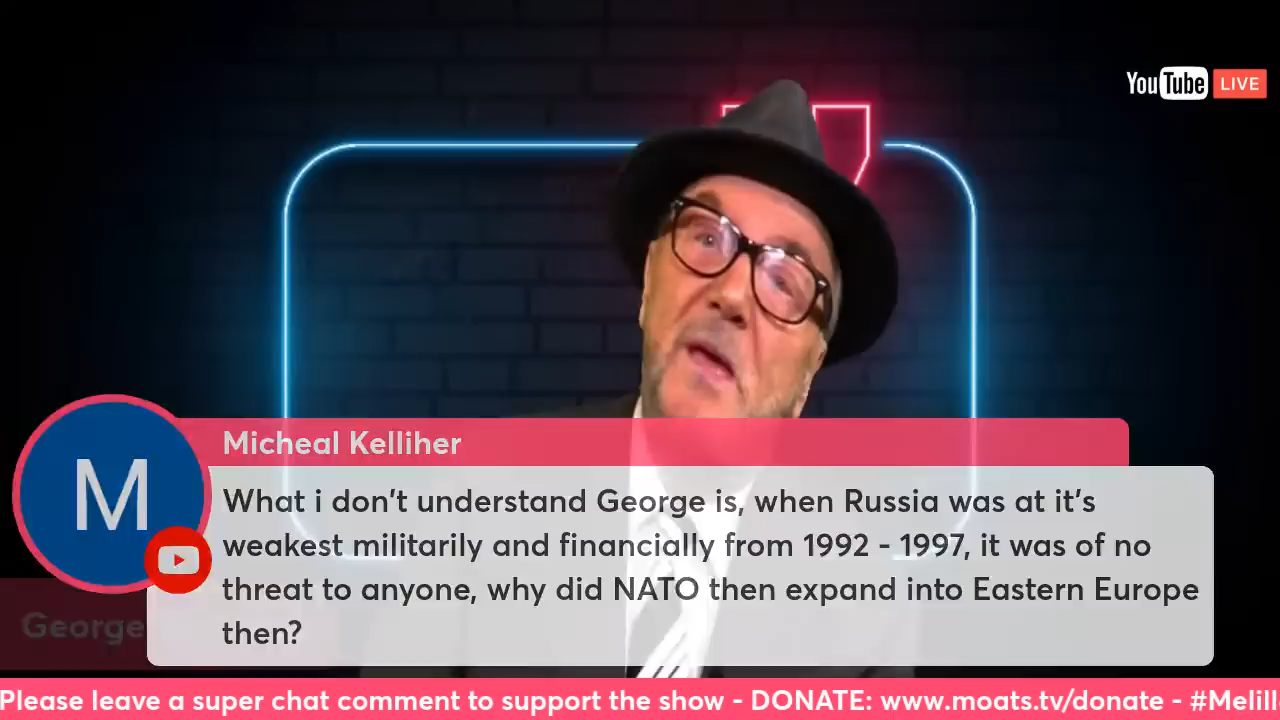 YouTube LIVE
Micheal Kelliher
M
What i don't understand George is, when Russia was at it's
weakest militarily and financially from 1992 - 1997, it was of no
threat to anyone, why did NATO then expand into Eastern Europe
then?
George
Please leave a super chat comment to support the show - DONATE: www.moats.tv/donate - #Melill